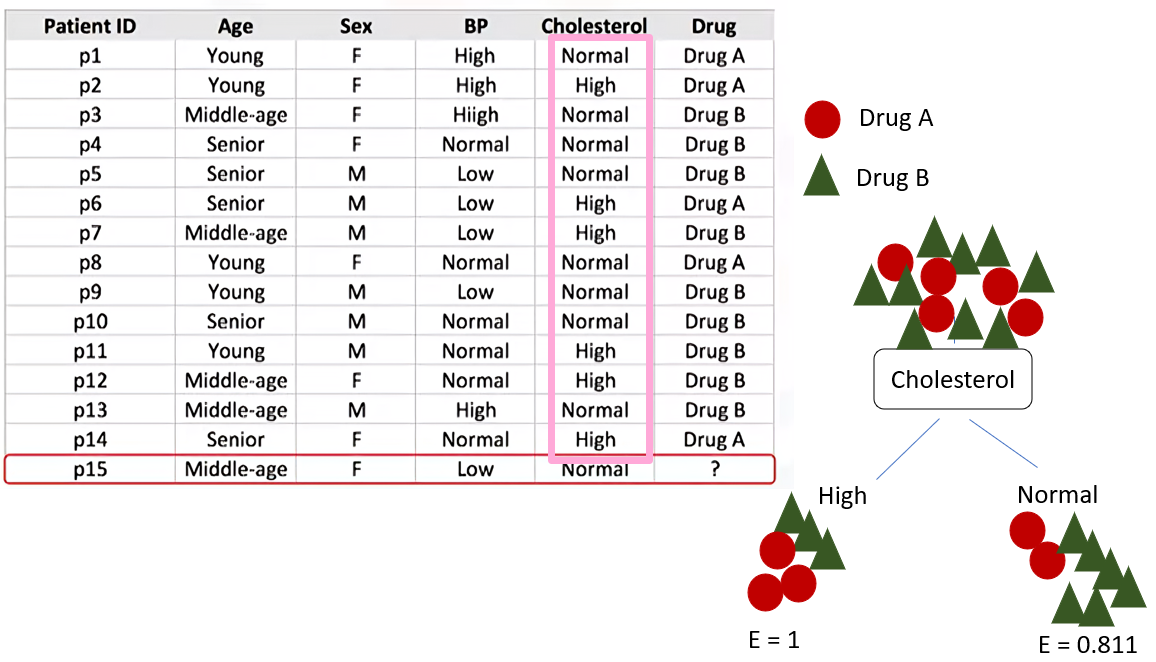 Patient ID Age Sex BP Cholesterol Drug
p1 Young F High Normal Drug A
p2 Young F High High Drug A
p3 Middle-age F Hiigh Normal Drug B
p4 Senior F Normal Normal Drug B
p5 Senior M Low Normal Drug B
p6 Senior M Low High Drug A
p7 Middle-age M Low High Drug B
p8 Young F Normal Normal Drug A
p9 Young M Low Normal Drug B
p10 Senior M Normal Normal Drug B
p11 Young M Normal High Drug B
p12 Middle-age F Normal High Drug B
p13 Middle-age M High Normal Drug B
p14 Senior F Normal High Drug A
p15 Middle-age F Low Normal ?
Drug A
Drug B
Cholesterol
High
Normal
E = 1
E = 0.811